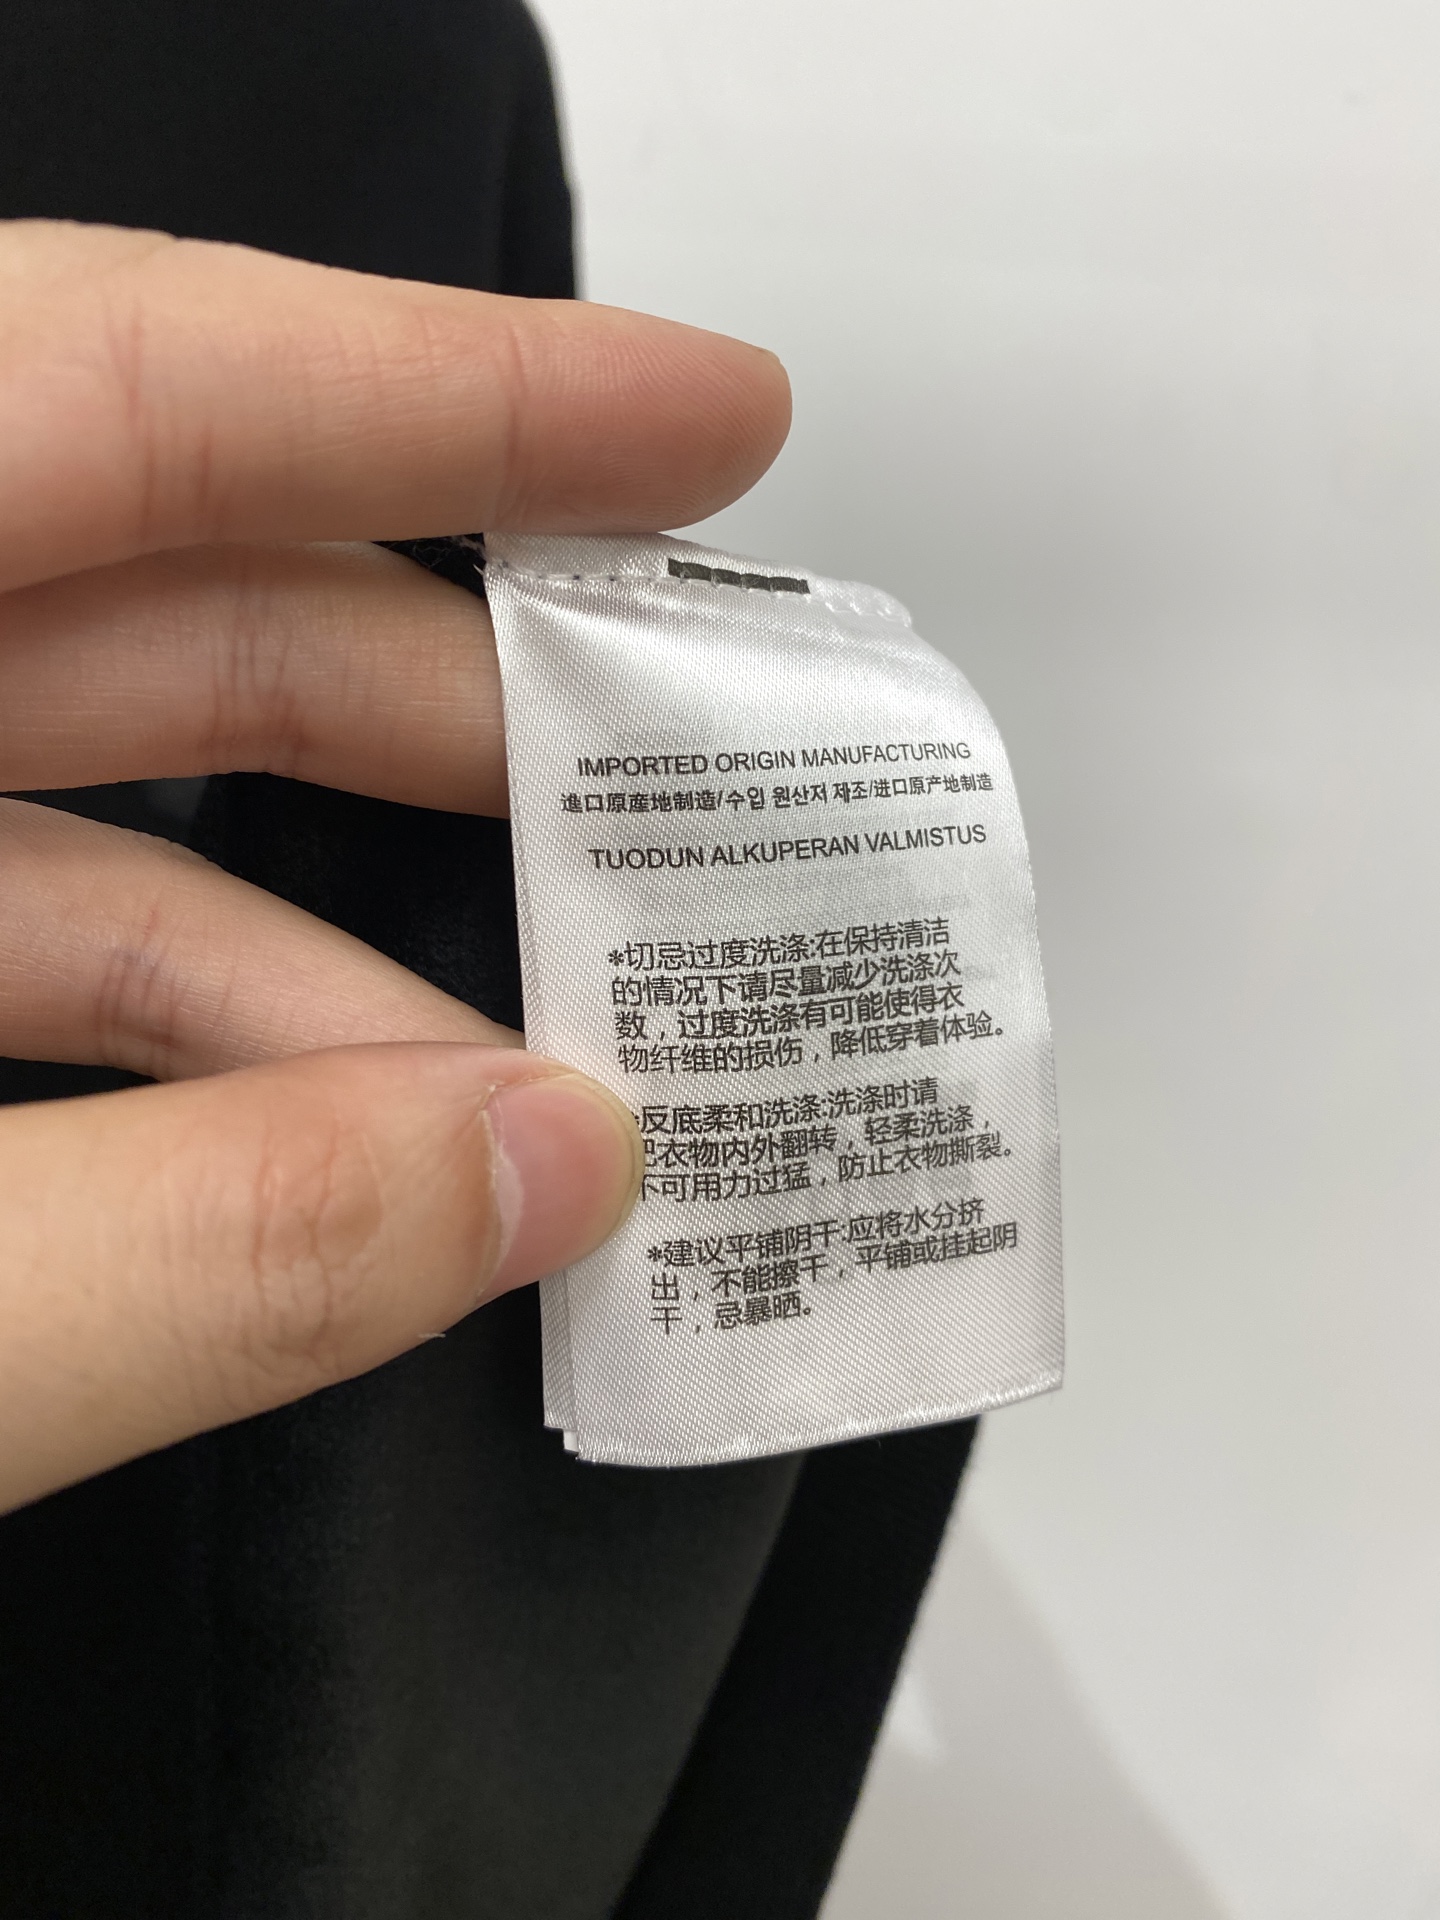 IMPORTED ORIGIN MANUFACTURING
進口原産地制造/수입 원산저 제조/进口原产地制造
TUODUN ALKUPERAN VALMISTUS
*切忌过度洗涤:在保持清洁
的情况下请尽量减少洗涤次
数，过度洗涤有可能使得衣
物纤维的损伤，降低穿着体验。
*反底柔和洗涤:洗涤时请
把衣物内外翻转，轻柔洗涤，
不可用力过猛，防止衣物撕裂。
*建议平铺阴干:应将水分挤
出，不能擦干，平铺或挂起阴
干，忌暴晒。